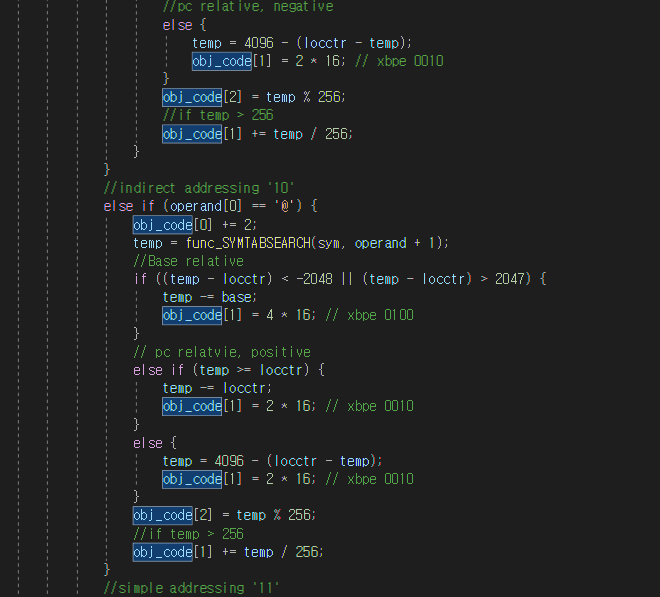 //pc relative, negative
else {
temp = 4096 - (locctr - temp);
obj_code[1] = 2 * 16; // xbpe 0010
}
obj_code[2] = temp % 256;
//if temp > 256
obj_code[1] += temp / 256;
}
}
//indirect addressing '10'
else if (operand[0] == '@') {
obj_code[0] += 2;
temp = func_SYMTABSEARCH(sym, operand + 1);
//Base relative
if ((temp - locctr) < -2048 || (temp - locctr) > 2047) {
temp -= base;
obj_code[1] = 4 * 16; // xbpe 0100
}
// pc relatvie, positive
else if (temp >= locctr) {
temp -= locctr;
obj_code[1] = 2 * 16; // xbpe 0010
}
else {
temp = 4096 - (locctr - temp);
obj_code[1] = 2 * 16; // xbpe 0010
}
obj_code[2] = temp % 256;
//if temp > 256
obj_code[1] += temp / 256;
}
//simple addressing '11'